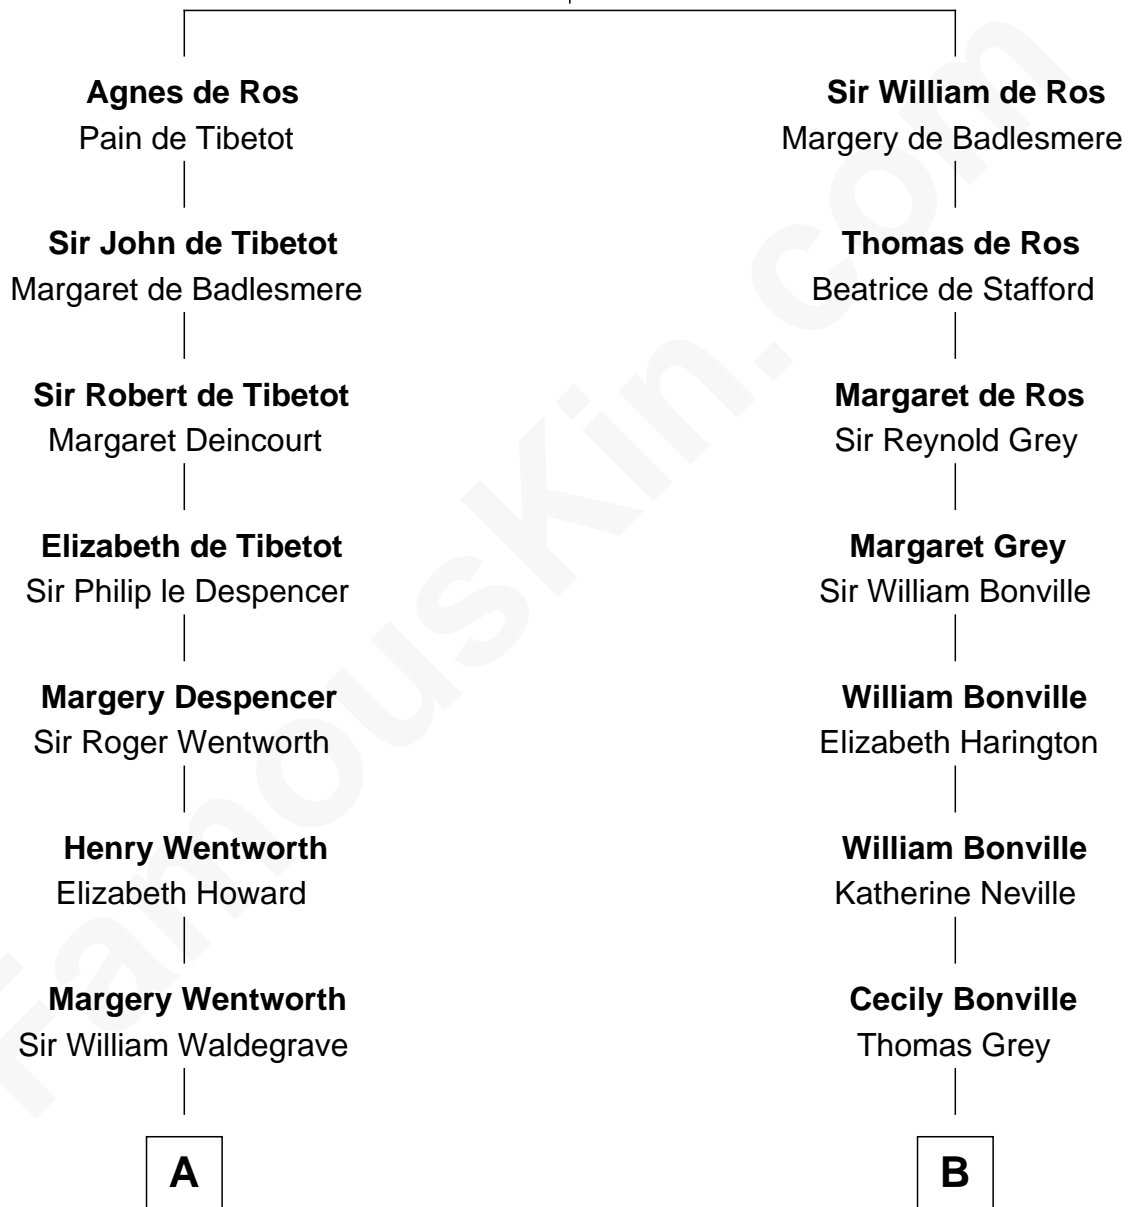 Agnes de Ros
Pain de Tibetot
Sir William de Ros
Margery de Badlesmere
Sir John de Tibetot
Margaret de Badlesmere
Thomas de Ros
Beatrice de Stafford
Sir Robert de Tibetot
Margaret Deincourt
Margaret de Ros
Sir Reynold Grey
Elizabeth de Tibetot
Sir Philip le Despencer
Margaret Grey
Sir William Bonville
Margery Despencer
Sir Roger Wentworth
William Bonville
Elizabeth Harington
Henry Wentworth
Elizabeth Howard
William Bonville
Katherine Neville
Margery Wentworth
Sir William Waldegrave
Cecily Bonville
Thomas Grey
A
B
FamousKin.com